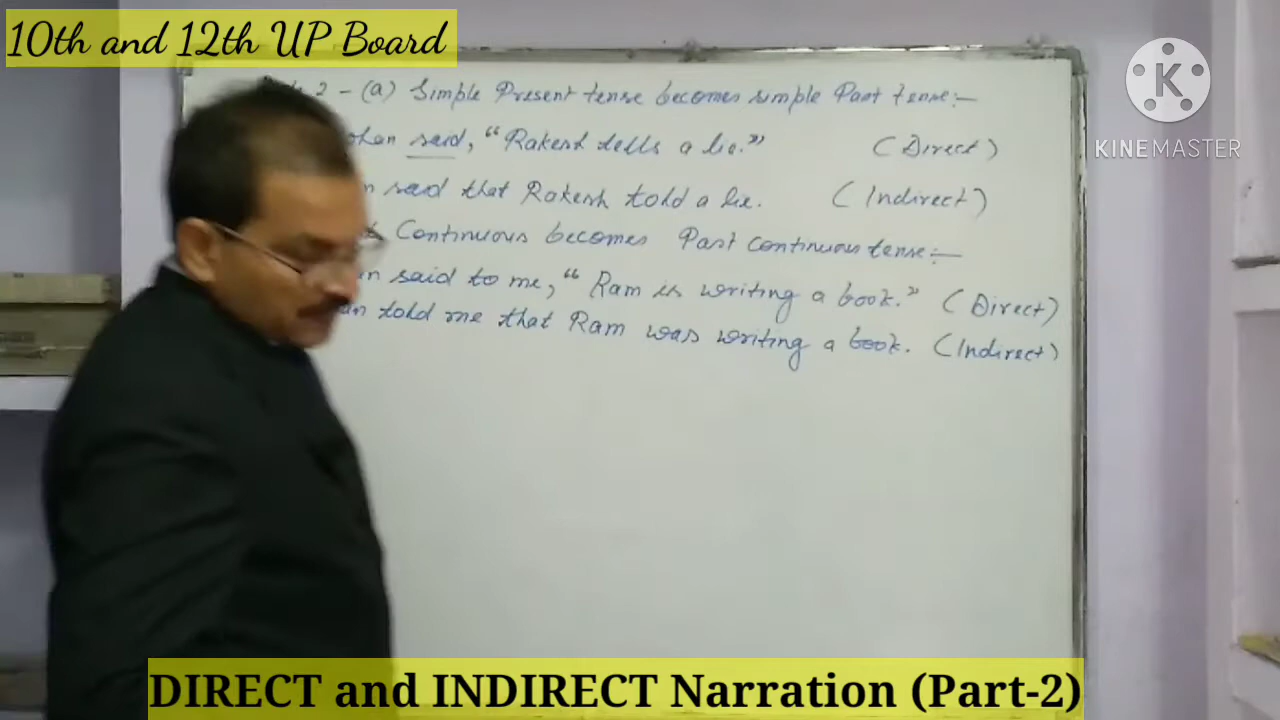 10th and 12th UP Board
KINEMASTER
2 - (a) Simple Present tense becomes simple Past tense:-
said, "Rakesh tells a lie." (Direct)
said that Rakesh told a lie. (Indirect)
Continuous becomes Past Continuous tense:-
said to me, "Ram is writing a book." (Direct)
told me that Ram was writing a book. (Indirect)
DIRECT and INDIRECT Narration (Part-2)